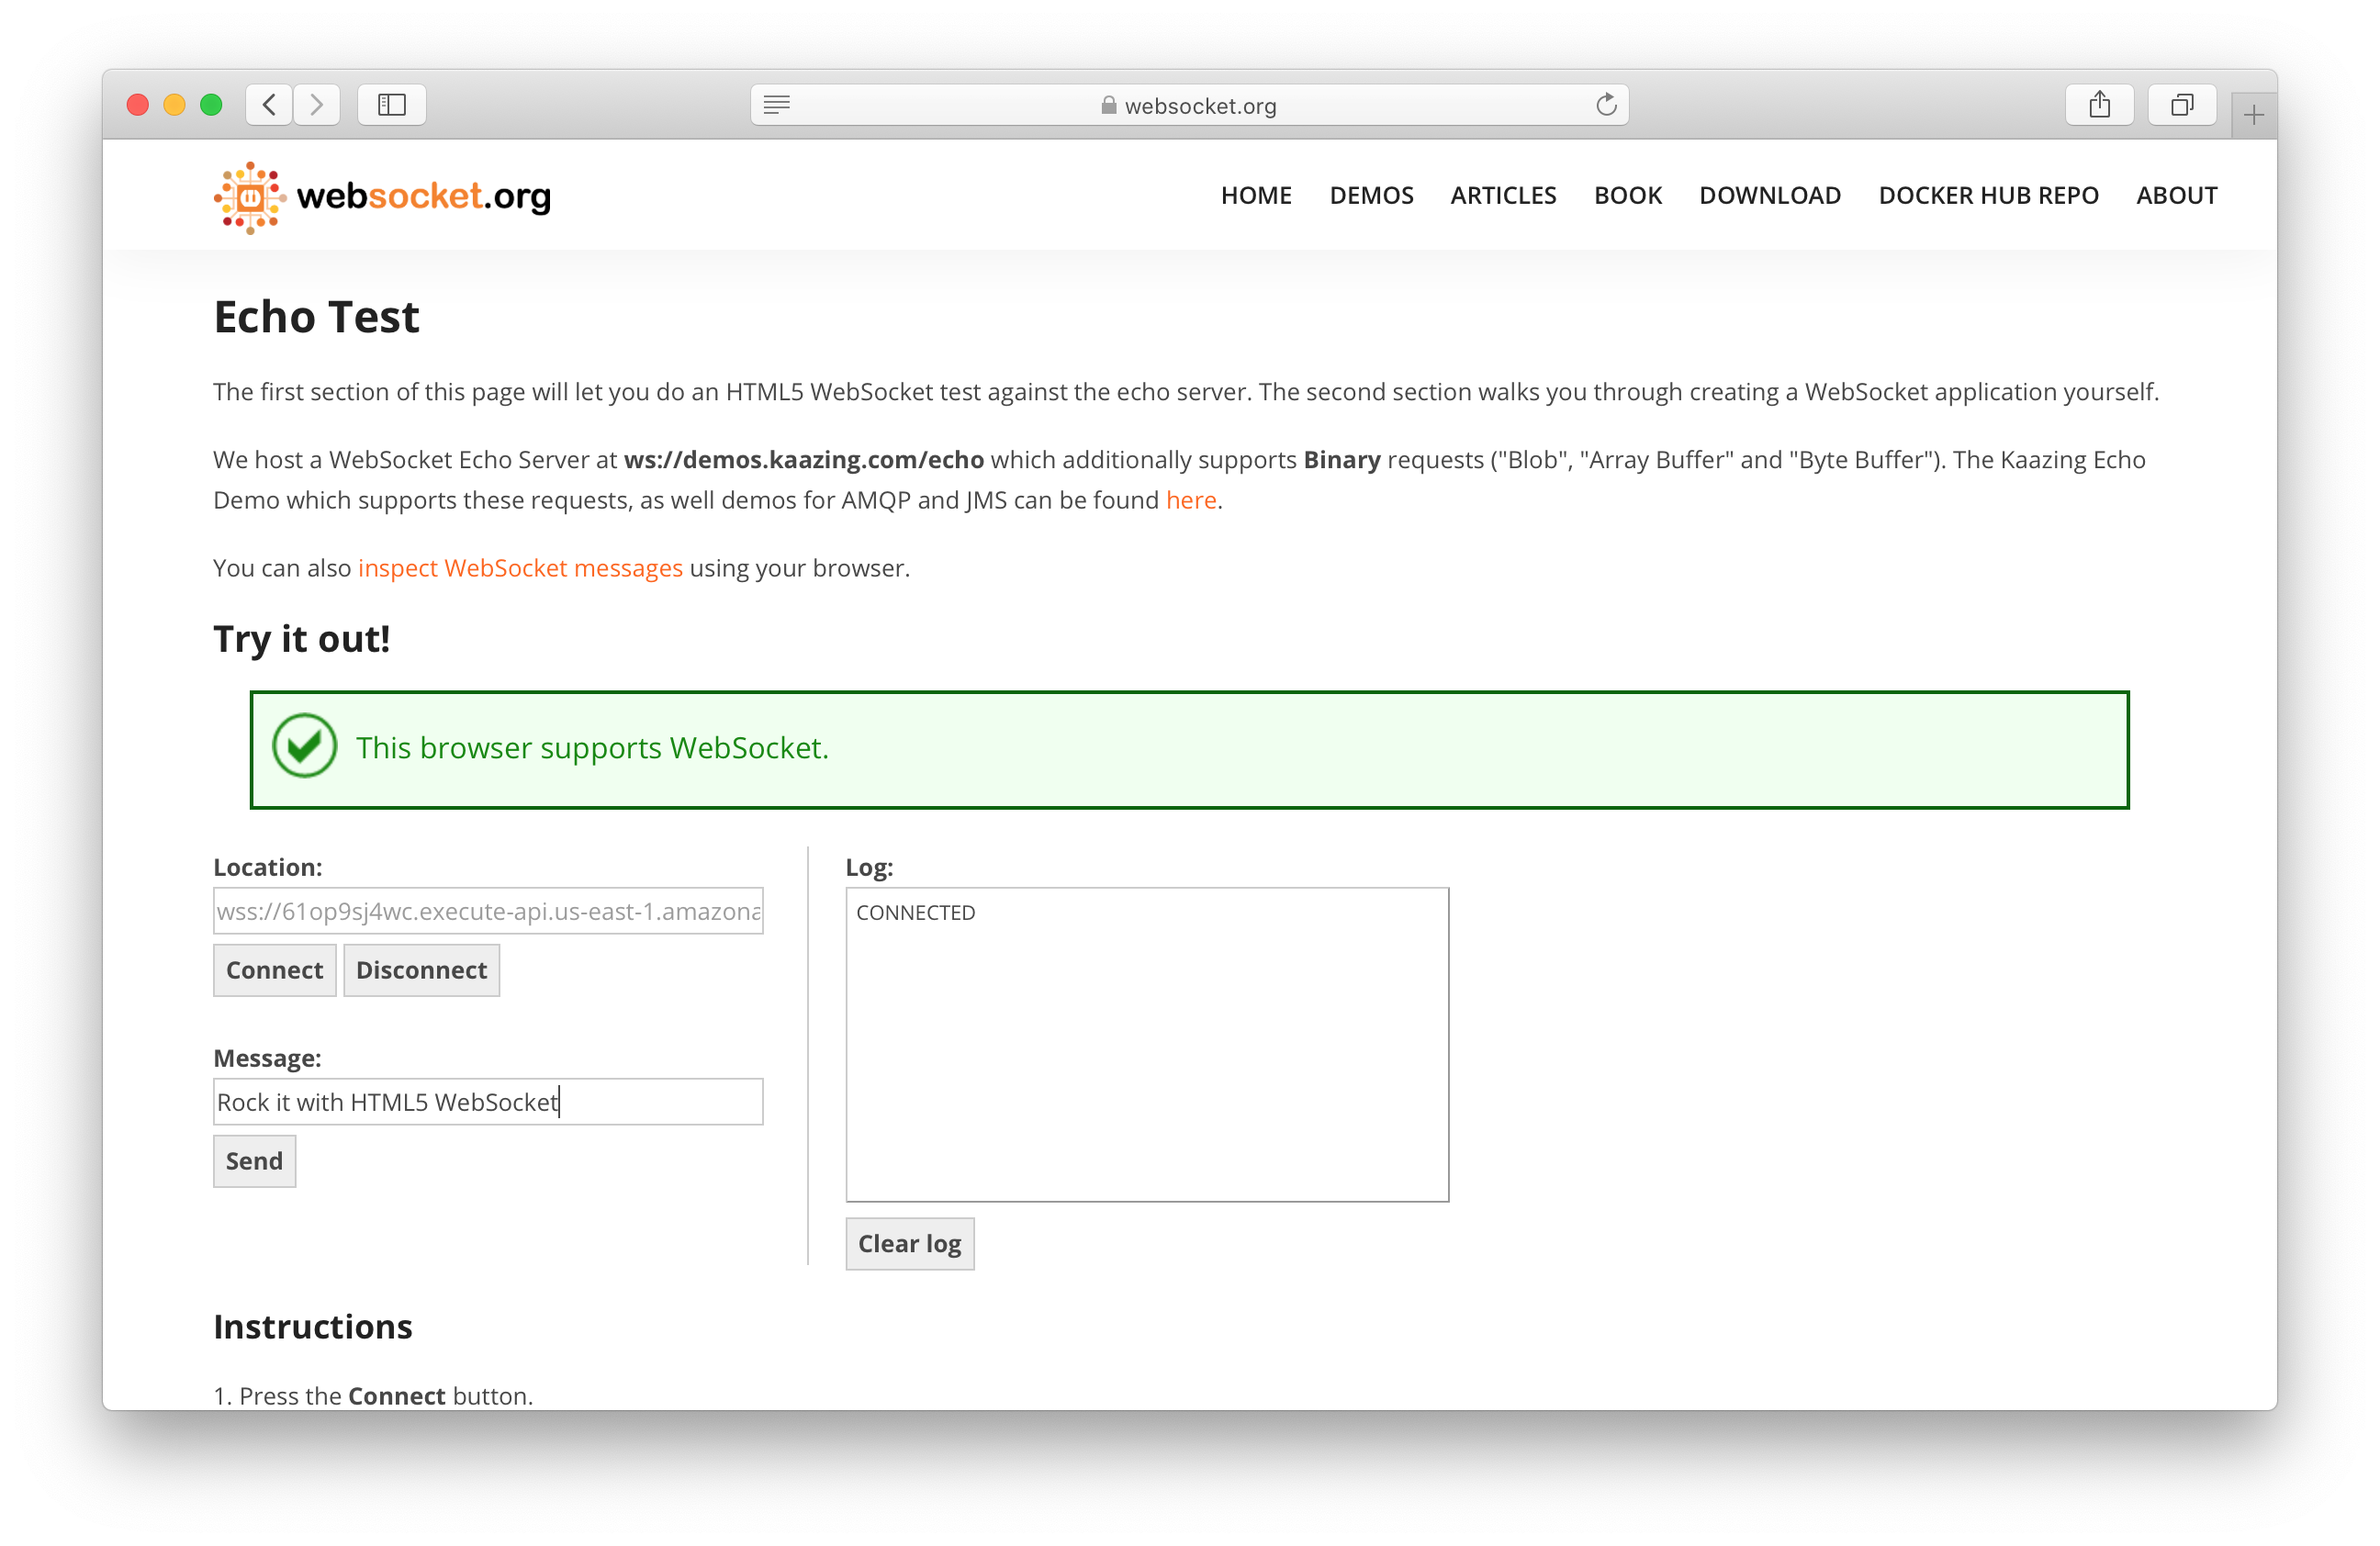 websocket.org
websocket.org
HOME DEMOS ARTICLES BOOK DOWNLOAD DOCKER HUB REPO ABOUT
Echo Test
The first section of this page will let you do an HTML5 WebSocket test against the echo server. The second section walks you through creating a WebSocket application yourself.
We host a WebSocket Echo Server at ws://demos.kaazing.com/echo which additionally supports Binary requests ("Blob", "Array Buffer" and "Byte Buffer"). The Kaazing Echo
Demo which supports these requests, as well demos for AMQP and JMS can be found here.
You can also inspect WebSocket messages using your browser.
Try it out!
This browser supports WebSocket.
Location:
wss://61op9sj4wc.execute-api.us-east-1.amazona
Connect Disconnect
Message:
Rock it with HTML5 WebSocket
Send
Log:
CONNECTED
Clear log
Instructions
1. Press the Connect button.